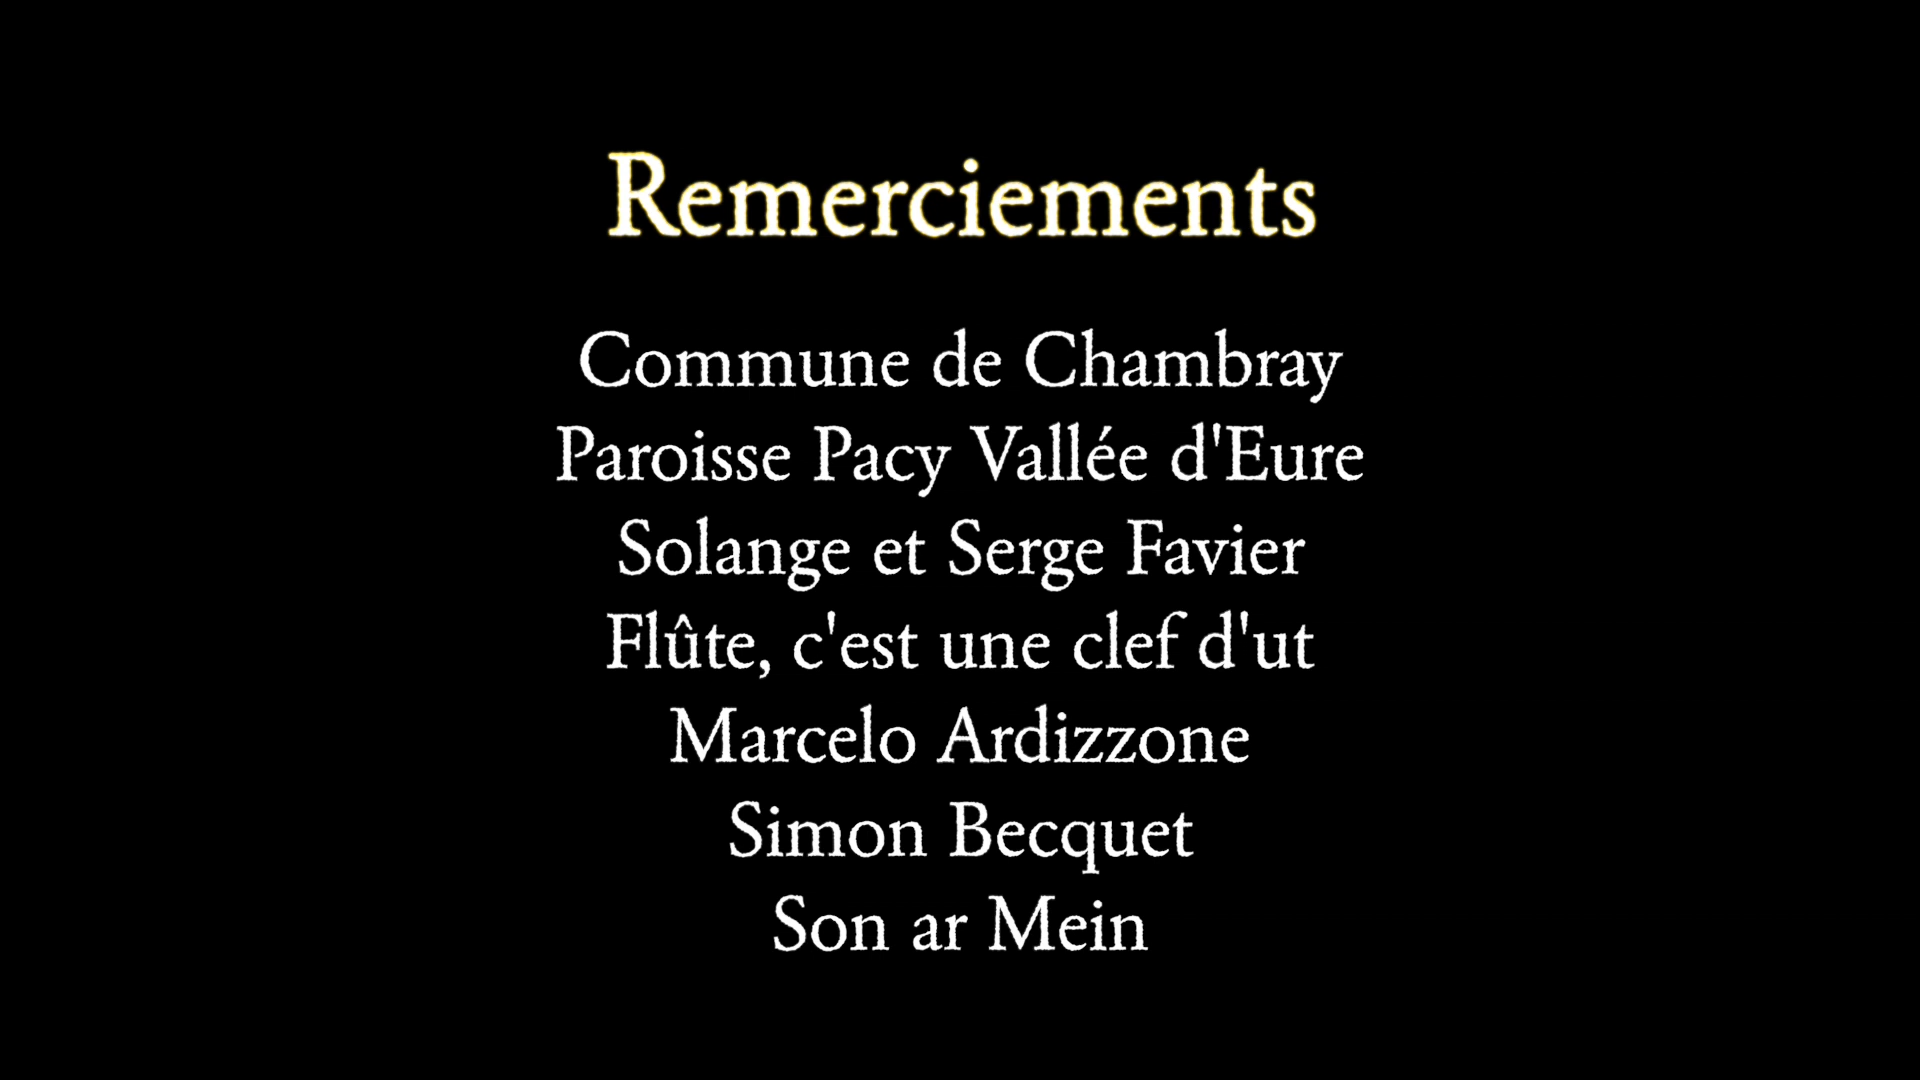 Remerciements
Commune de Chambray
Paroisse Pacy Vallée d'Eure
Solange et Serge Favier
Flûte, c'est une clef d'ut
Marcelo Ardizzone
Simon Becquet
Son ar Mein